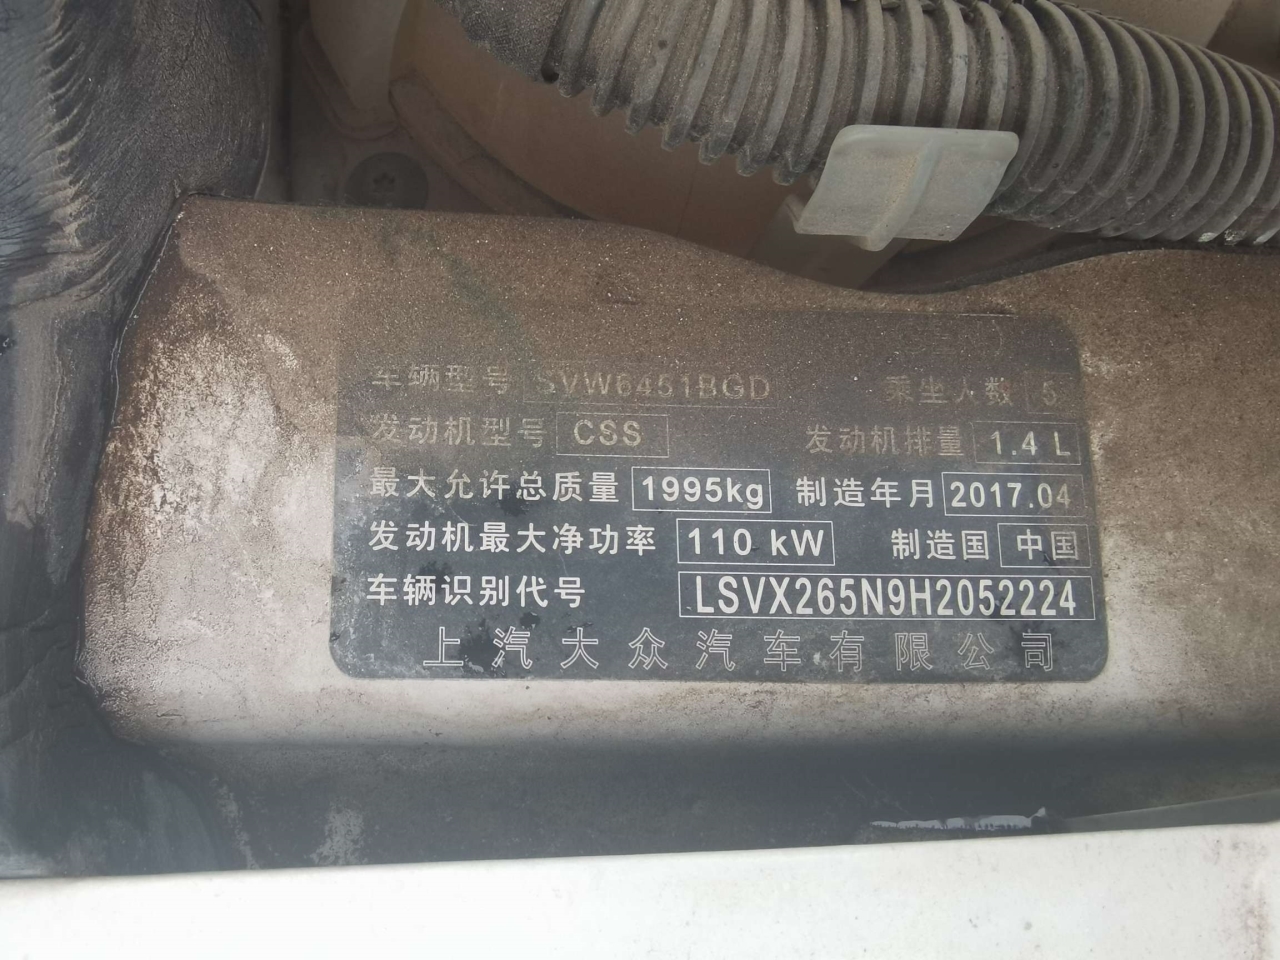 车辆型号 SVW6451BGD 乘坐人数 5
发动机型号 CSS 发动机排量 1.4 L
最大允许总质量 1995kg 制造年月 2017.04
发动机最大净功率 110 kW 制造国 中国
车辆识别代号 LSVX265N9H2052224
上汽大众汽车有限公司